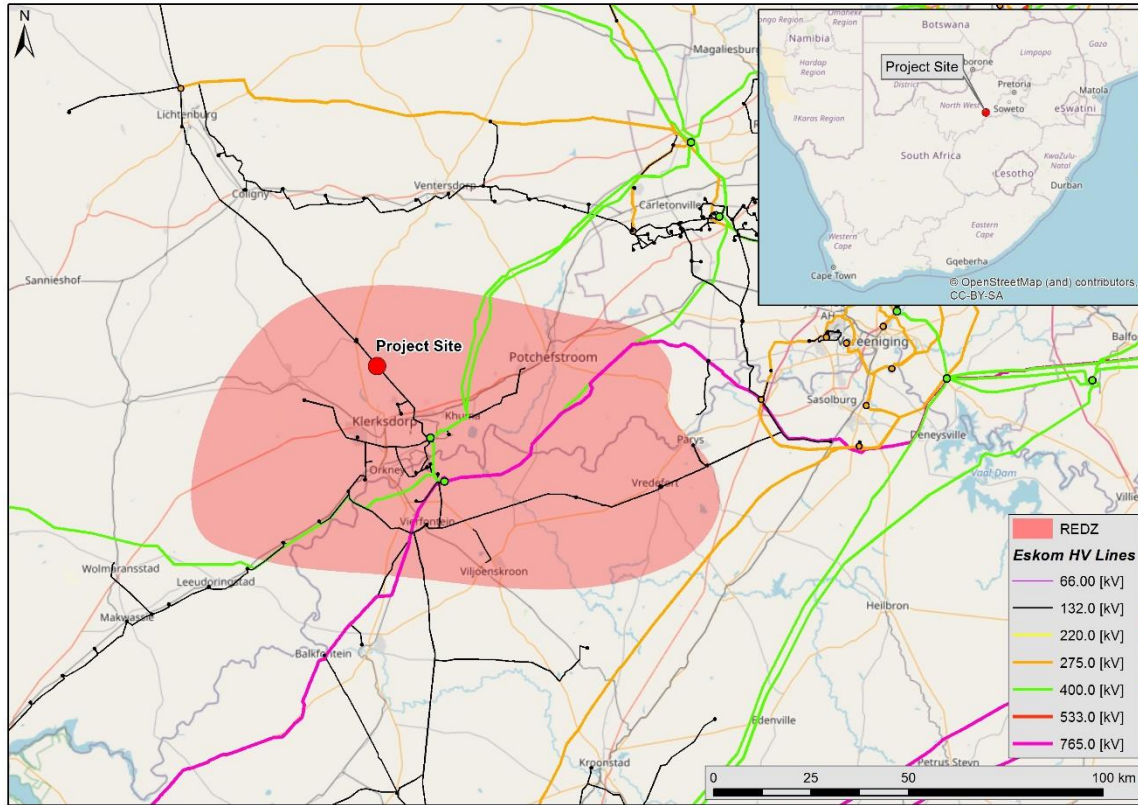 N
Lichtenburg
Coligny
Ventersdorp
Sannieshof
Magaliesburg
Carletonville
Project Site
Potchefstroom
Klerksdorp
Khuma
Orkney
Vierfontein
Viljoenskroon
Vredefort
Parys
Wolmaransstad
Leeudoringstad
Makwassie
Balkfontein
Kroonstad
Edenville
Heilbron
Petrus Steyn
Sasolburg
Deneysville
Vaal Dam
Project Site
Botswana
Namibia
Hardap
Region
ǁKaras Region
Limpopo
Gaza
Pretoria
Matola
North West
Soweto
eSwatini
South Africa
KwaZulu-
Natal
Lesotho
Durban
Eastern
Cape
Western
Cape
Gqeberha
Cape Town
© OpenStreetMap (and) contributors,
CC-BY-SA
REDZ
Eskom HV Lines
66.00 [kV]
132.0 [kV]
220.0 [kV]
275.0 [kV]
400.0 [kV]
533.0 [kV]
765.0 [kV]
0 25 50 100 km